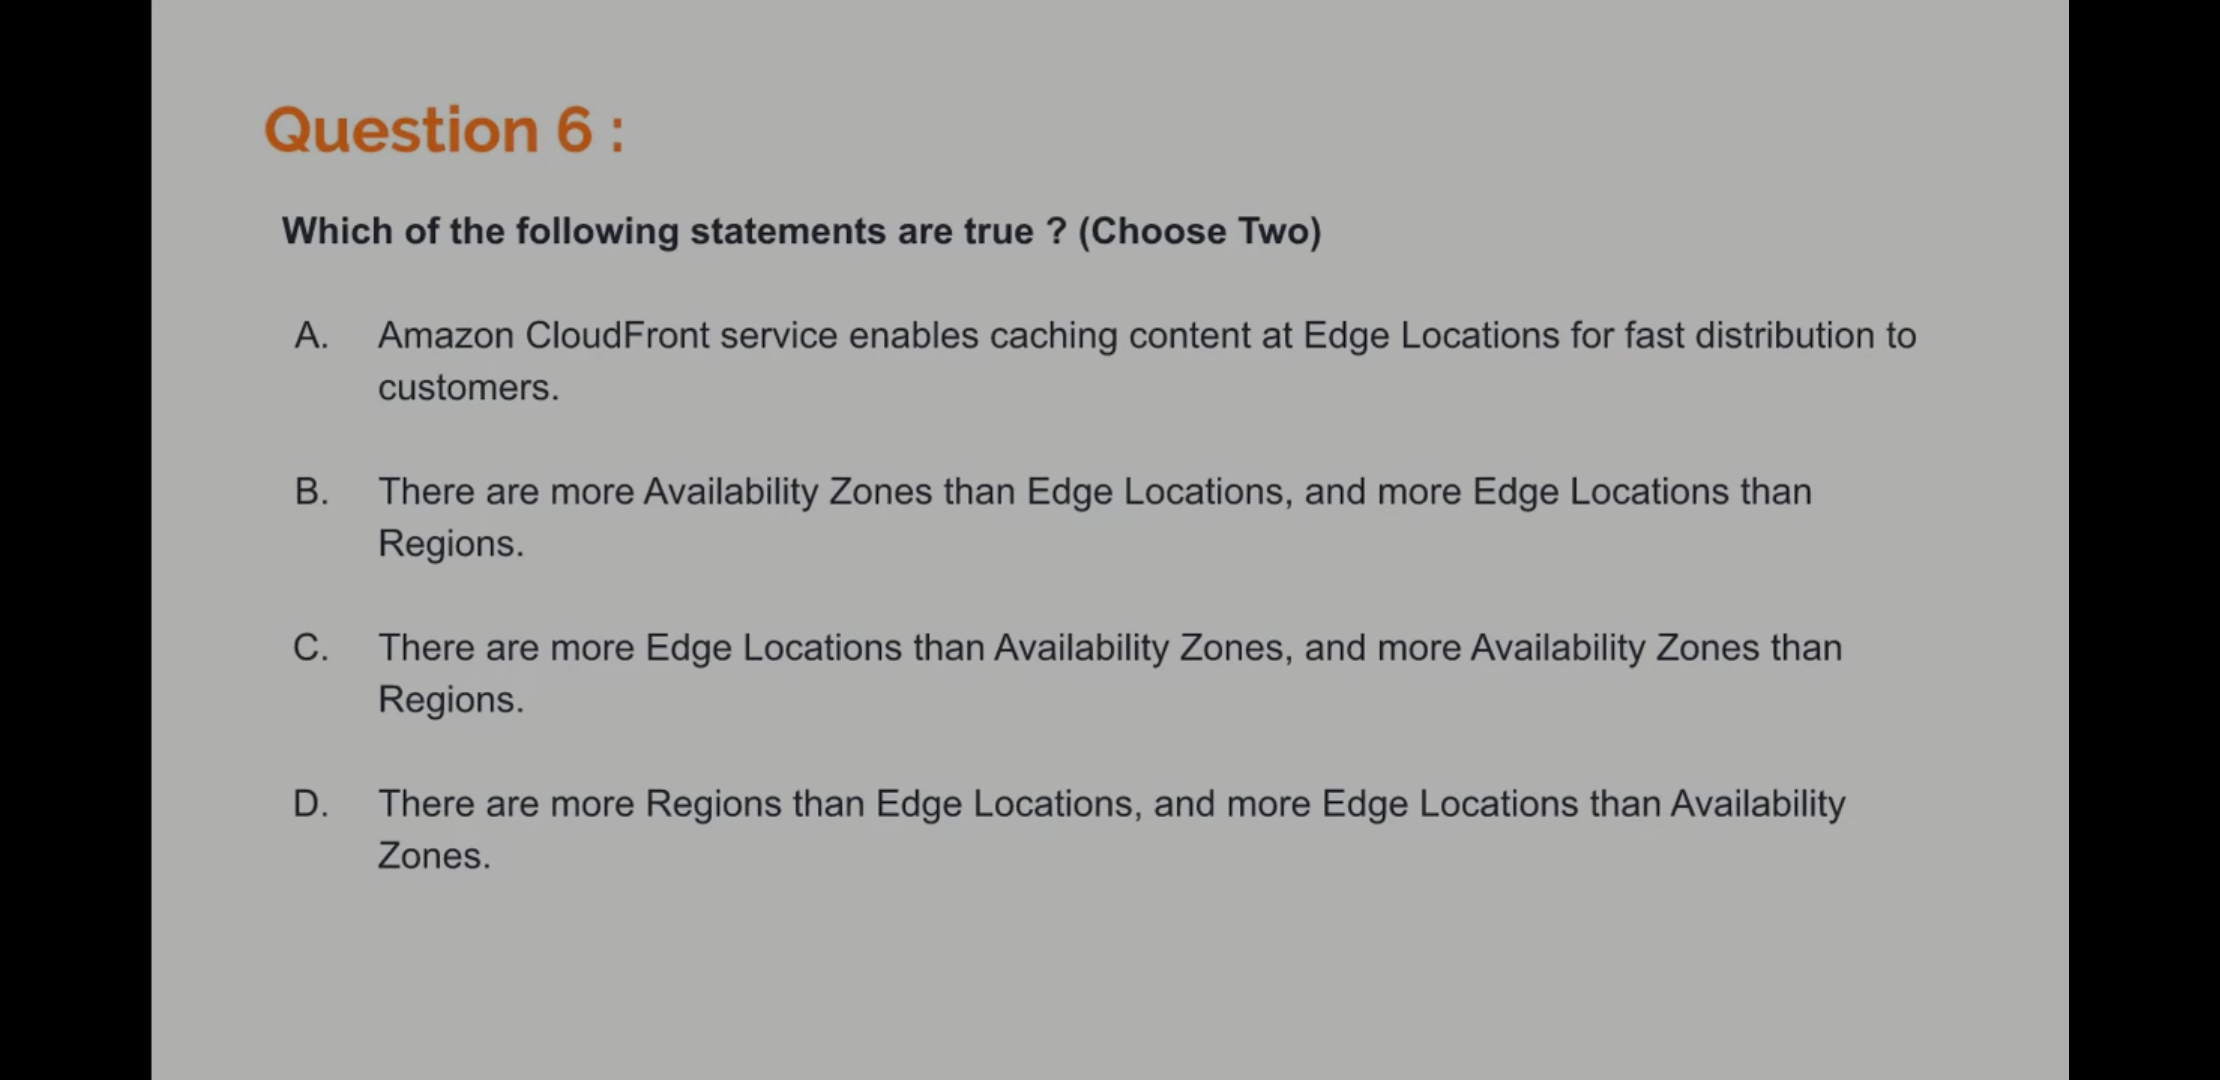 Question 6 :
Which of the following statements are true ? (Choose Two)
A. Amazon CloudFront service enables caching content at Edge Locations for fast distribution to
customers.
B. There are more Availability Zones than Edge Locations, and more Edge Locations than
Regions.
C. There are more Edge Locations than Availability Zones, and more Availability Zones than
Regions.
D. There are more Regions than Edge Locations, and more Edge Locations than Availability
Zones.